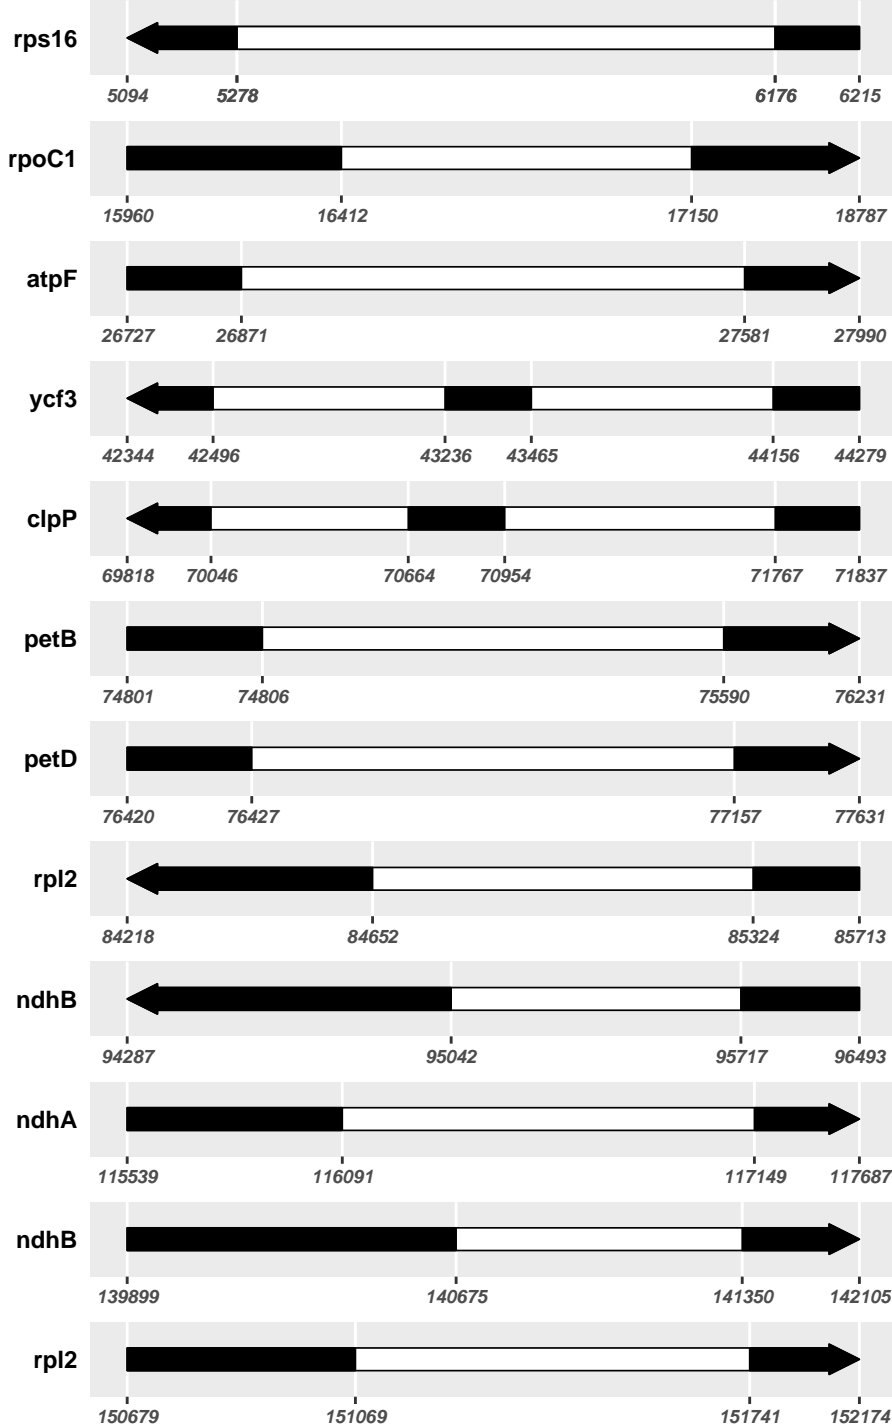 rps16
5094 5278 6176 6215
rpoC1
15960 16412 17150 18787
atpF
26727 26871 27581 27990
ycf3
42344 42496 43236 43465 44156 44279
clpP
69818 70046 70664 70954 71767 71837
petB
74801 74806 75590 76231
petD
76420 76427 77157 77631
rpl2
84218 84652 85324 85713
ndhB
94287 95042 95717 96493
ndhA
115539 116091 117149 117687
ndhB
139899 140675 141350 142105
rpl2
150679 151069 151741 152174